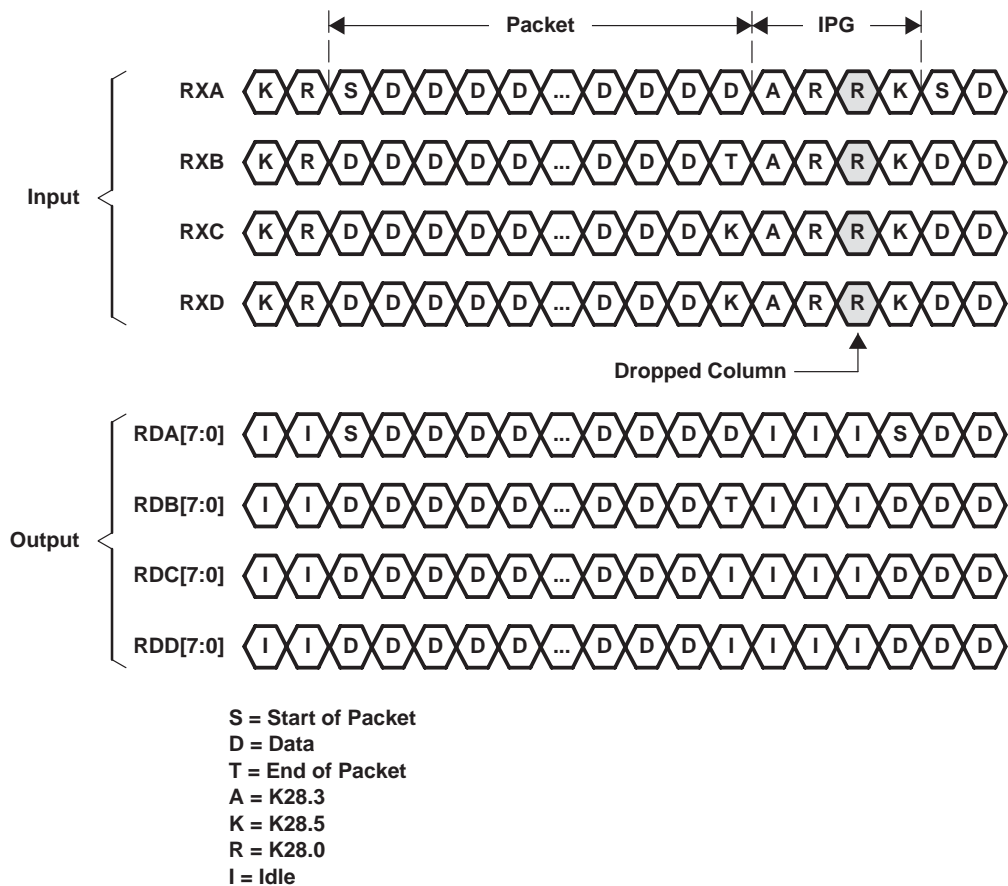 Packet IPG
RXA K R S D D D D D ... D D D D A R R K S D
RXB K R D D D D D D ... D D D T A R R K D D
Input
RXC K R D D D D D D ... D D D K A R R K D D
RXD K R D D D D D D ... D D D K A R R K D D
Dropped Column
RDA[7:0] I I S D D D D ... D D D D I I I S D D
RDB[7:0] I I D D D D D ... D D D T I I I D D D
Output
RDC[7:0] I I D D D D D ... D D D I I I I D D D
RDD[7:0] I I D D D D D ... D D D I I I I D D D
S = Start of Packet
D = Data
T = End of Packet
A = K28.3
K = K28.5
R = K28.0
I = Idle